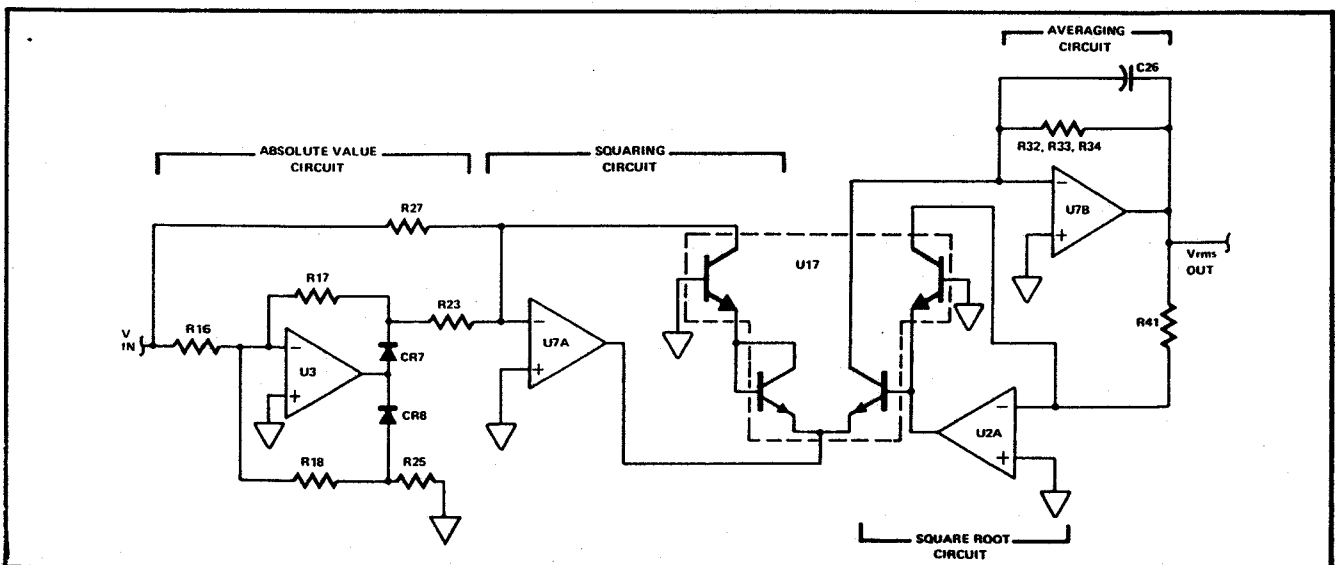 AVERAGING
CIRCUIT
C26
R32, R33, R34
ABSOLUTE VALUE
CIRCUIT
SQUARING
CIRCUIT
R27
U7B
U17
Vrms
OUT
R17
R23
V
IN
R16
U3
CR7
U7A
R41
CR8
U2A
R18
R25
SQUARE ROOT
CIRCUIT
- + - + - + - +